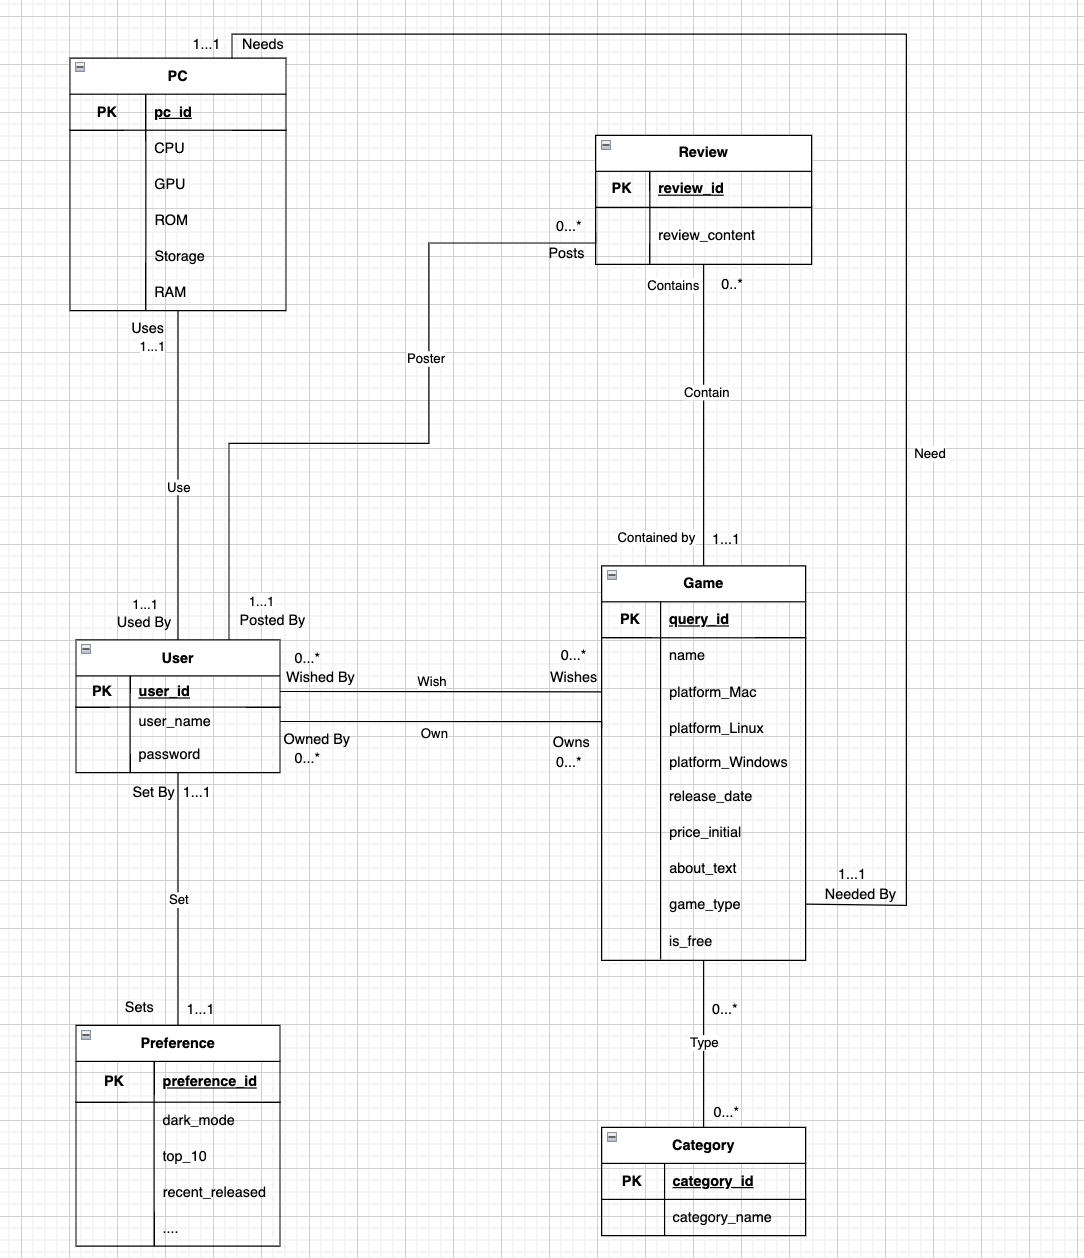 1...1 Needs
PC
PK pc_id
CPU
GPU
ROM
Storage
RAM
Uses
1...1
Review
PK review_id
review_content
0...*
Posts
Contains 0..*
Poster
Contain
Need
Use
Contained by 1...1
1...1
Used By
1...1
Posted By
User
PK user_id
user_name
password
0...*
Wished By
Wish
0...*
Wishes
Owned By
0...*
Own
Owns
0...*
Game
PK query_id
name
platform_Mac
platform_Linux
platform_Windows
release_date
price_initial
about_text
game_type
is_free
1...1
Needed By
Set By 1...1
Set
Sets 1...1
Preference
PK preference_id
dark_mode
top_10
recent_released
....
0...*
Type
0...*
Category
PK category_id
category_name